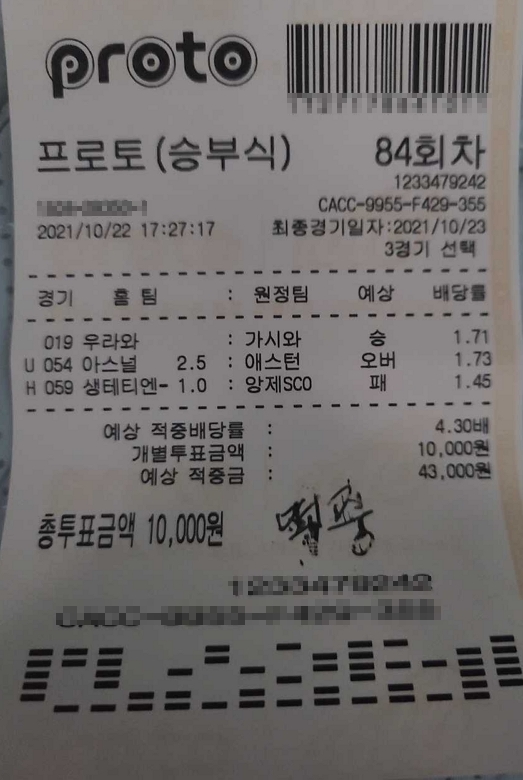 proto
프로토(승부식) 84회차
1233479242
CACC-9955-F429-355
2021/10/22 17:27:17 최종경기일자:2021/10/23
3경기 선택
경기 홈 팀 : 원정팀 예상 배당률
019 우라와 : 가시와 승 1.71
U 054 아스널 2.5 : 애스턴 오버 1.73
H 059 생테티엔- 1.0 : 앙제SCO 패 1.45
예상 적중배당률 : 4.30배
개별투표금액 : 10,000원
예상 적중금 : 43,000원
총투표금액 10,000원